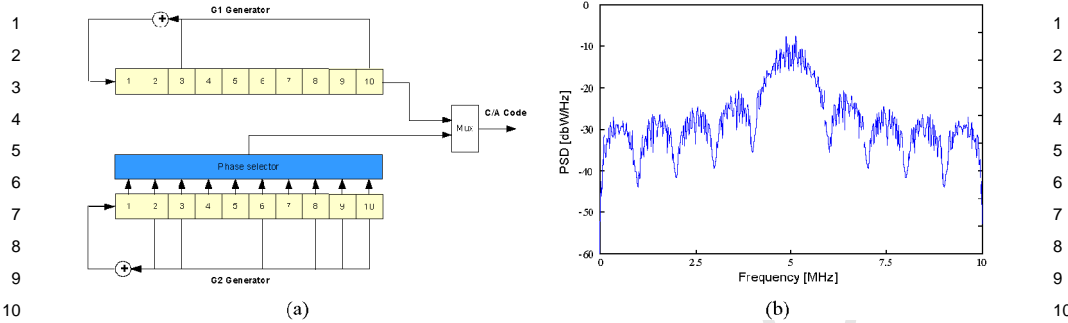 1
2
3
4
5
6
7
8
9
10
G1 Generator
1 2 3 4 5 6 7 8 9 10
C/A Code
Mux
Phase selector
1 2 3 4 5 6 7 8 9 10
G2 Generator
(a)
0
-10
-20
-30
-40
-50
-60
PSD [dbW/Hz]
0 2.5 5 7.5 10
Frequency [MHz]
(b)
1
2
3
4
5
6
7
8
9
10